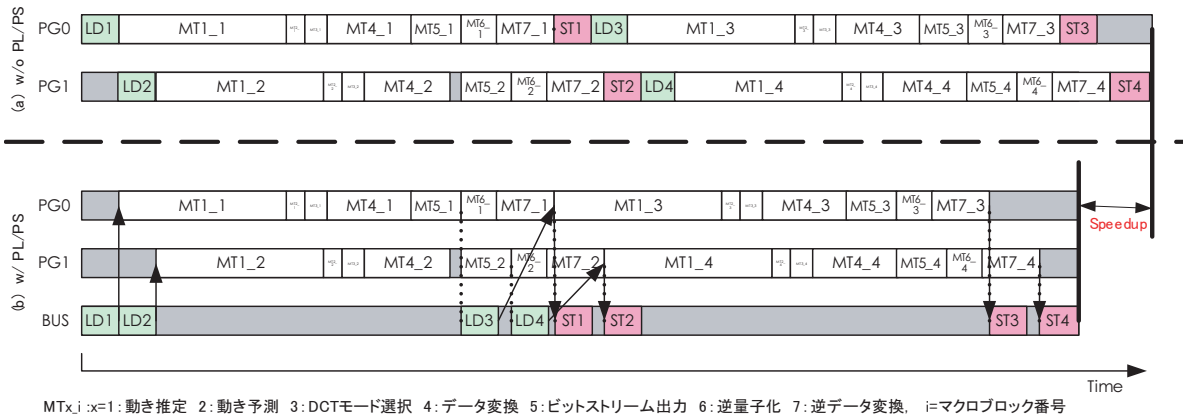 (a) w/o PL/PS
PG0 LD1 MT1_1 MT4_1 MT5_1 MT6_1 MT7_1 ST1 LD3 MT1_3 MT4_3 MT5_3 MT6_3 MT7_3 ST3
PG1 LD2 MT1_2 MT4_2 MT5_2 MT6_2 MT7_2 ST2 LD4 MT1_4 MT4_4 MT5_4 MT6_4 MT7_4 ST4
(b) w/ PL/PS
PG0 MT1_1 MT4_1 MT5_1 MT6_1 MT7_1 MT1_3 MT4_3 MT5_3 MT6_3 MT7_3
Speedup
PG1 MT1_2 MT4_2 MT5_2 MT6_2 MT7_2 MT1_4 MT4_4 MT5_4 MT6_4 MT7_4
BUS LD1 LD2 LD3 LD4 ST1 ST2 ST3 ST4
Time
MTx_i :x=1:動き推定 2:動き予測 3:DCTモード選択 4:データ変換 5:ビットストリーム出力 6:逆量子化 7:逆データ変換, i=マクロブロック番号